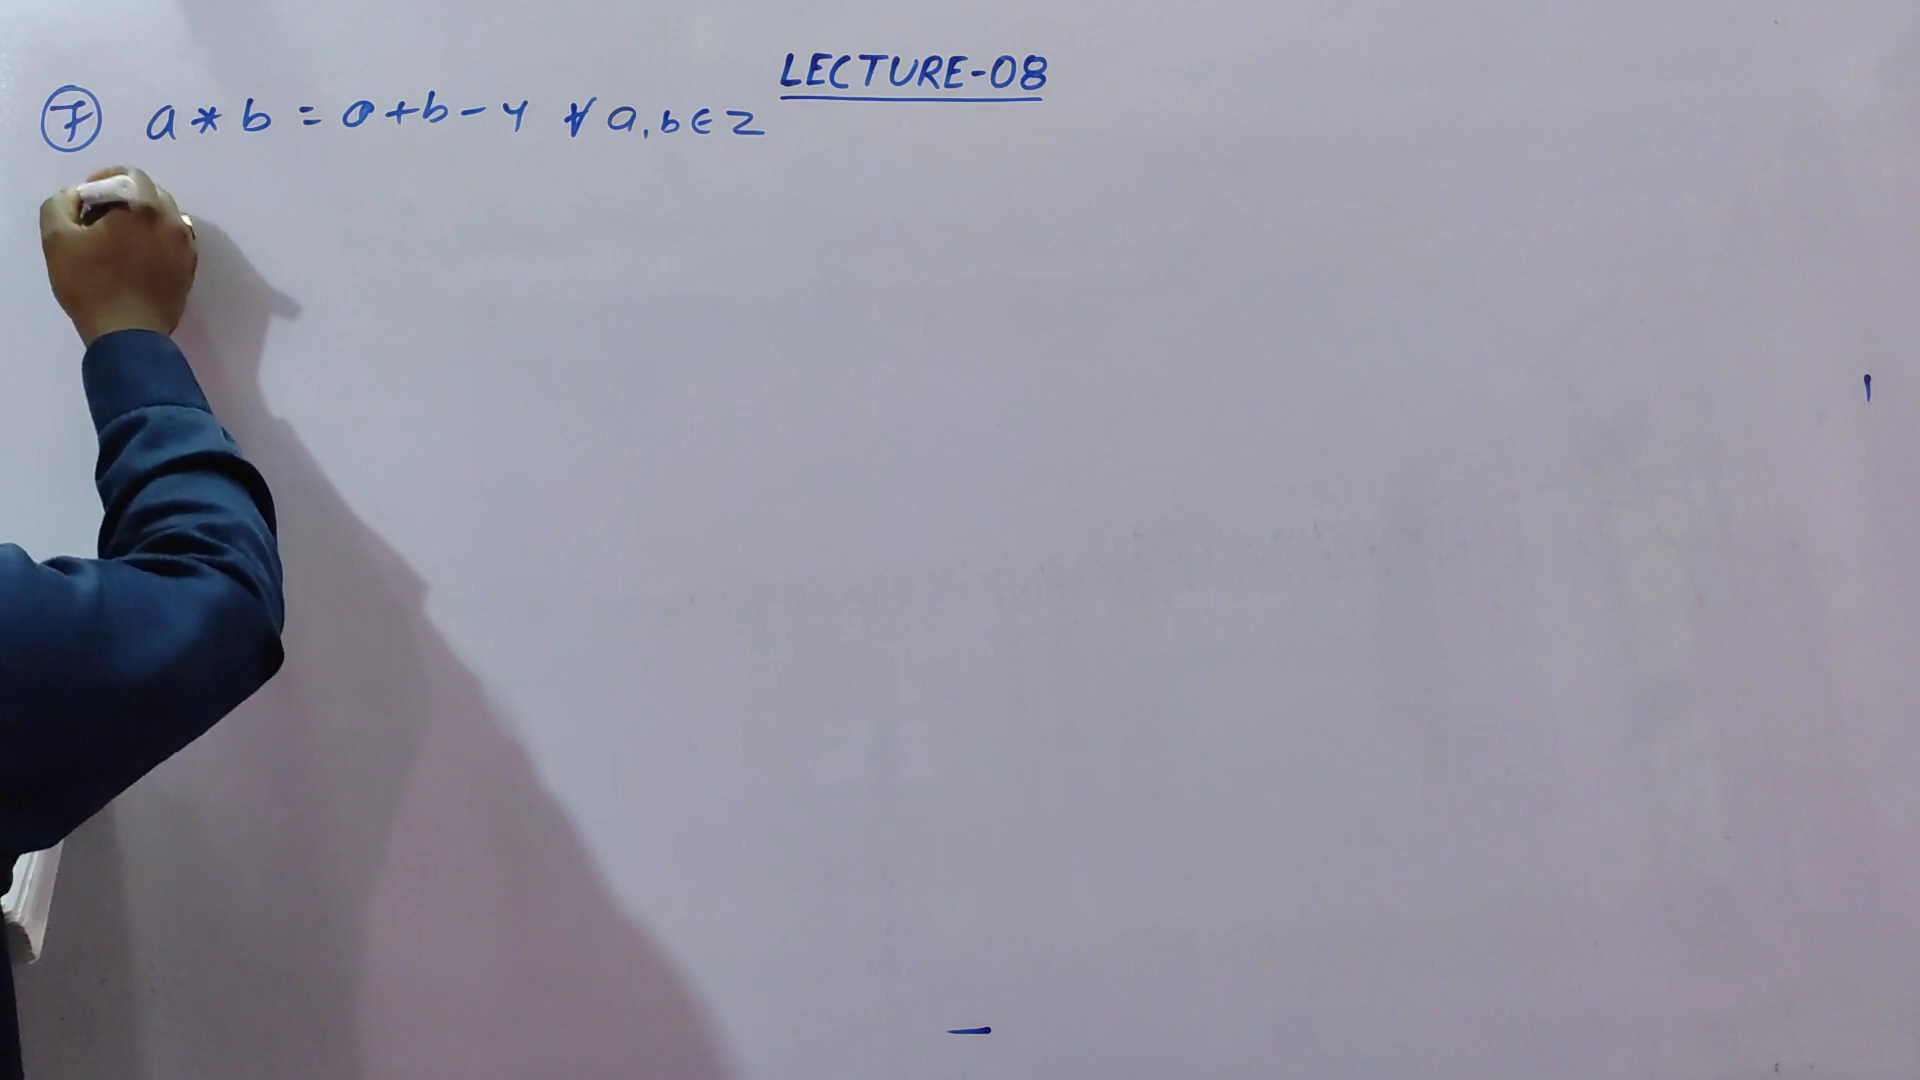 LECTURE-08
⑦ a * b = a+b-4 ∀ a,b ∈ Z